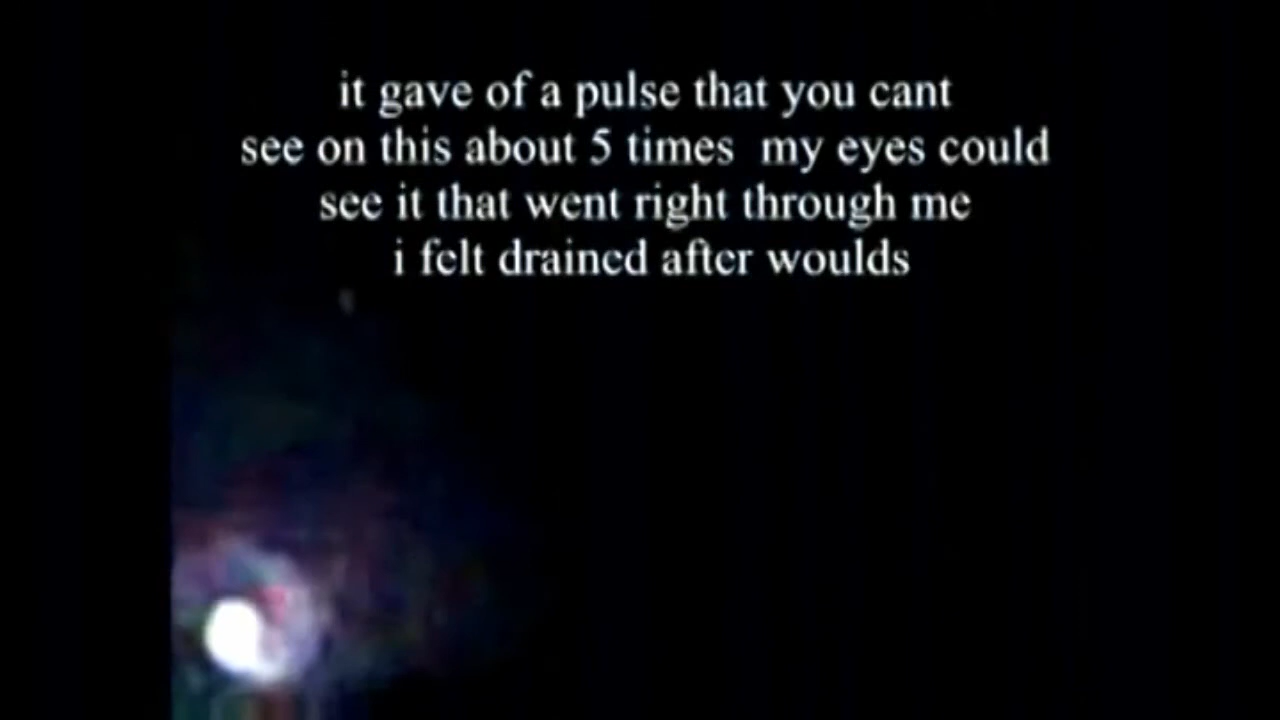 it gave of a pulse that you cant
see on this about 5 times  my eyes could
see it that went right through me
i felt drained after woulds